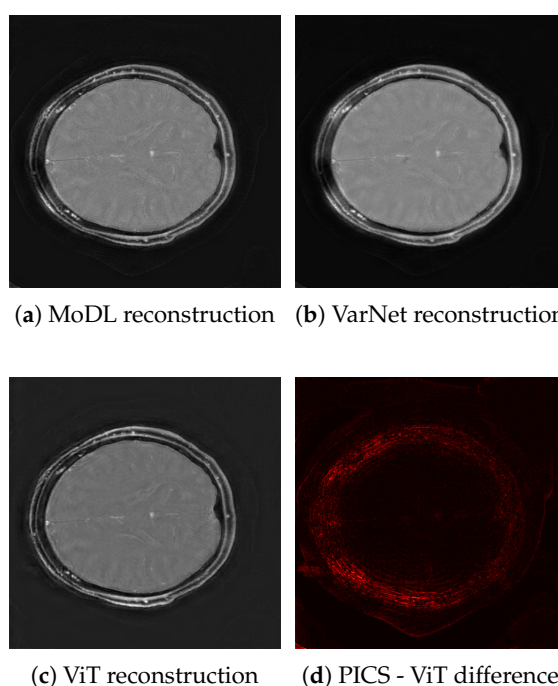 (a) MoDL reconstruction
(b) VarNet reconstruction
(c) ViT reconstruction
(d) PICS - ViT difference